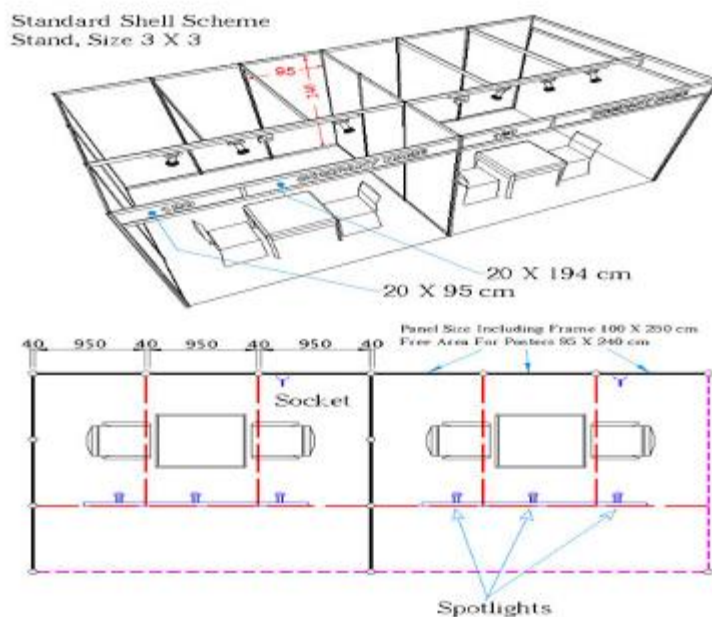 Standard Shell Scheme
Stand, Size 3 X 3
95
20 X 194 cm
20 X 95 cm
Panel Size Including Frame 100 X 250 cm
Free Area For Posters 95 X 240 cm
40 950 40 950 40 950 40
Socket
Spotlights